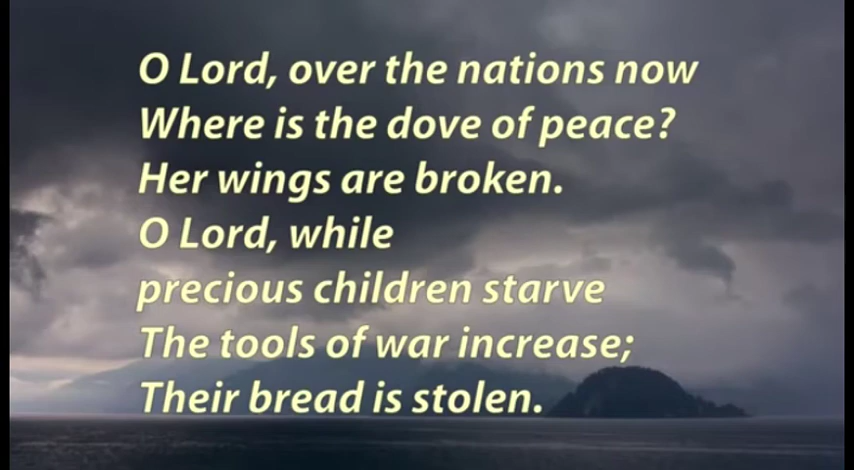 O Lord, over the nations now
Where is the dove of peace?
Her wings are broken.
O Lord, while
precious children starve
The tools of war increase;
Their bread is stolen.